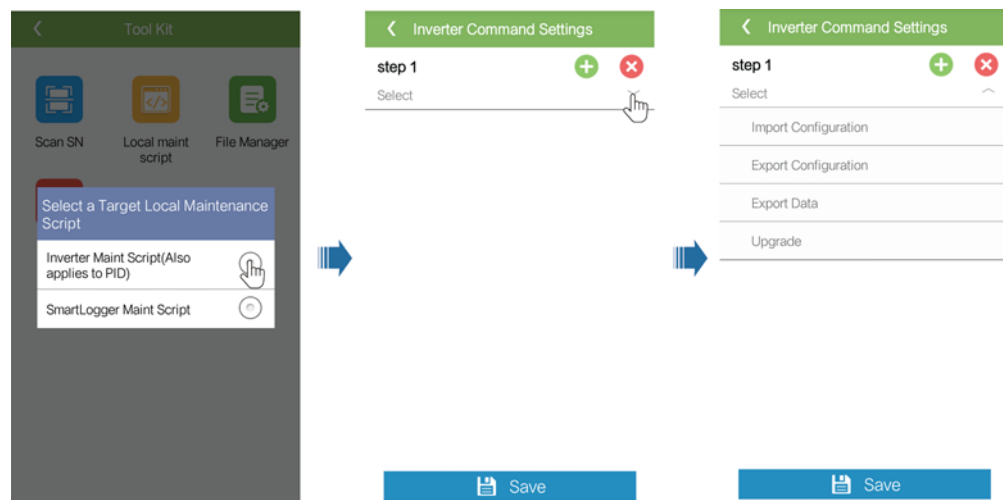 Tool Kit
Scan SN
Local maint
script
File Manager
Select a Target Local Maintenance
Script
Inverter Maint Script(Also
applies to PID)
SmartLogger Maint Script
Inverter Command Settings
step 1
Select
Save
Inverter Command Settings
step 1
Select
Import Configuration
Export Configuration
Export Data
Upgrade
Save